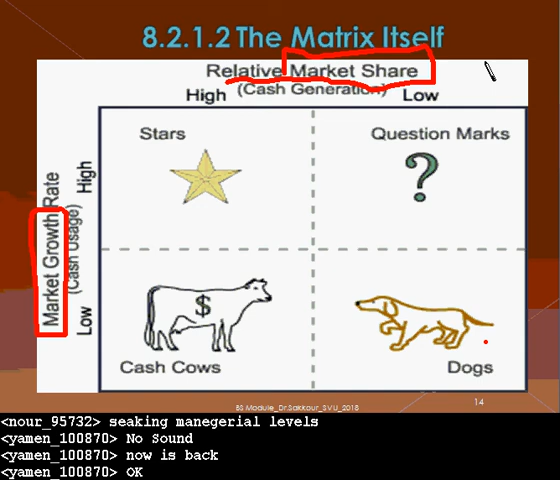 8.2.1.2 The Matrix Itself
Relative Market Share
(Cash Generation)
High
Low
Market Growth Rate
(Cash Usage)
High
Low
Stars
Question Marks
?
$
Cash Cows
Dogs
BS Module_Dr.Sakkour_SVU_2018
14
<nour_95732> seaking manegerial levels
<yamen_100870> No Sound
<yamen_100870> now is back
<yamen_100870> OK